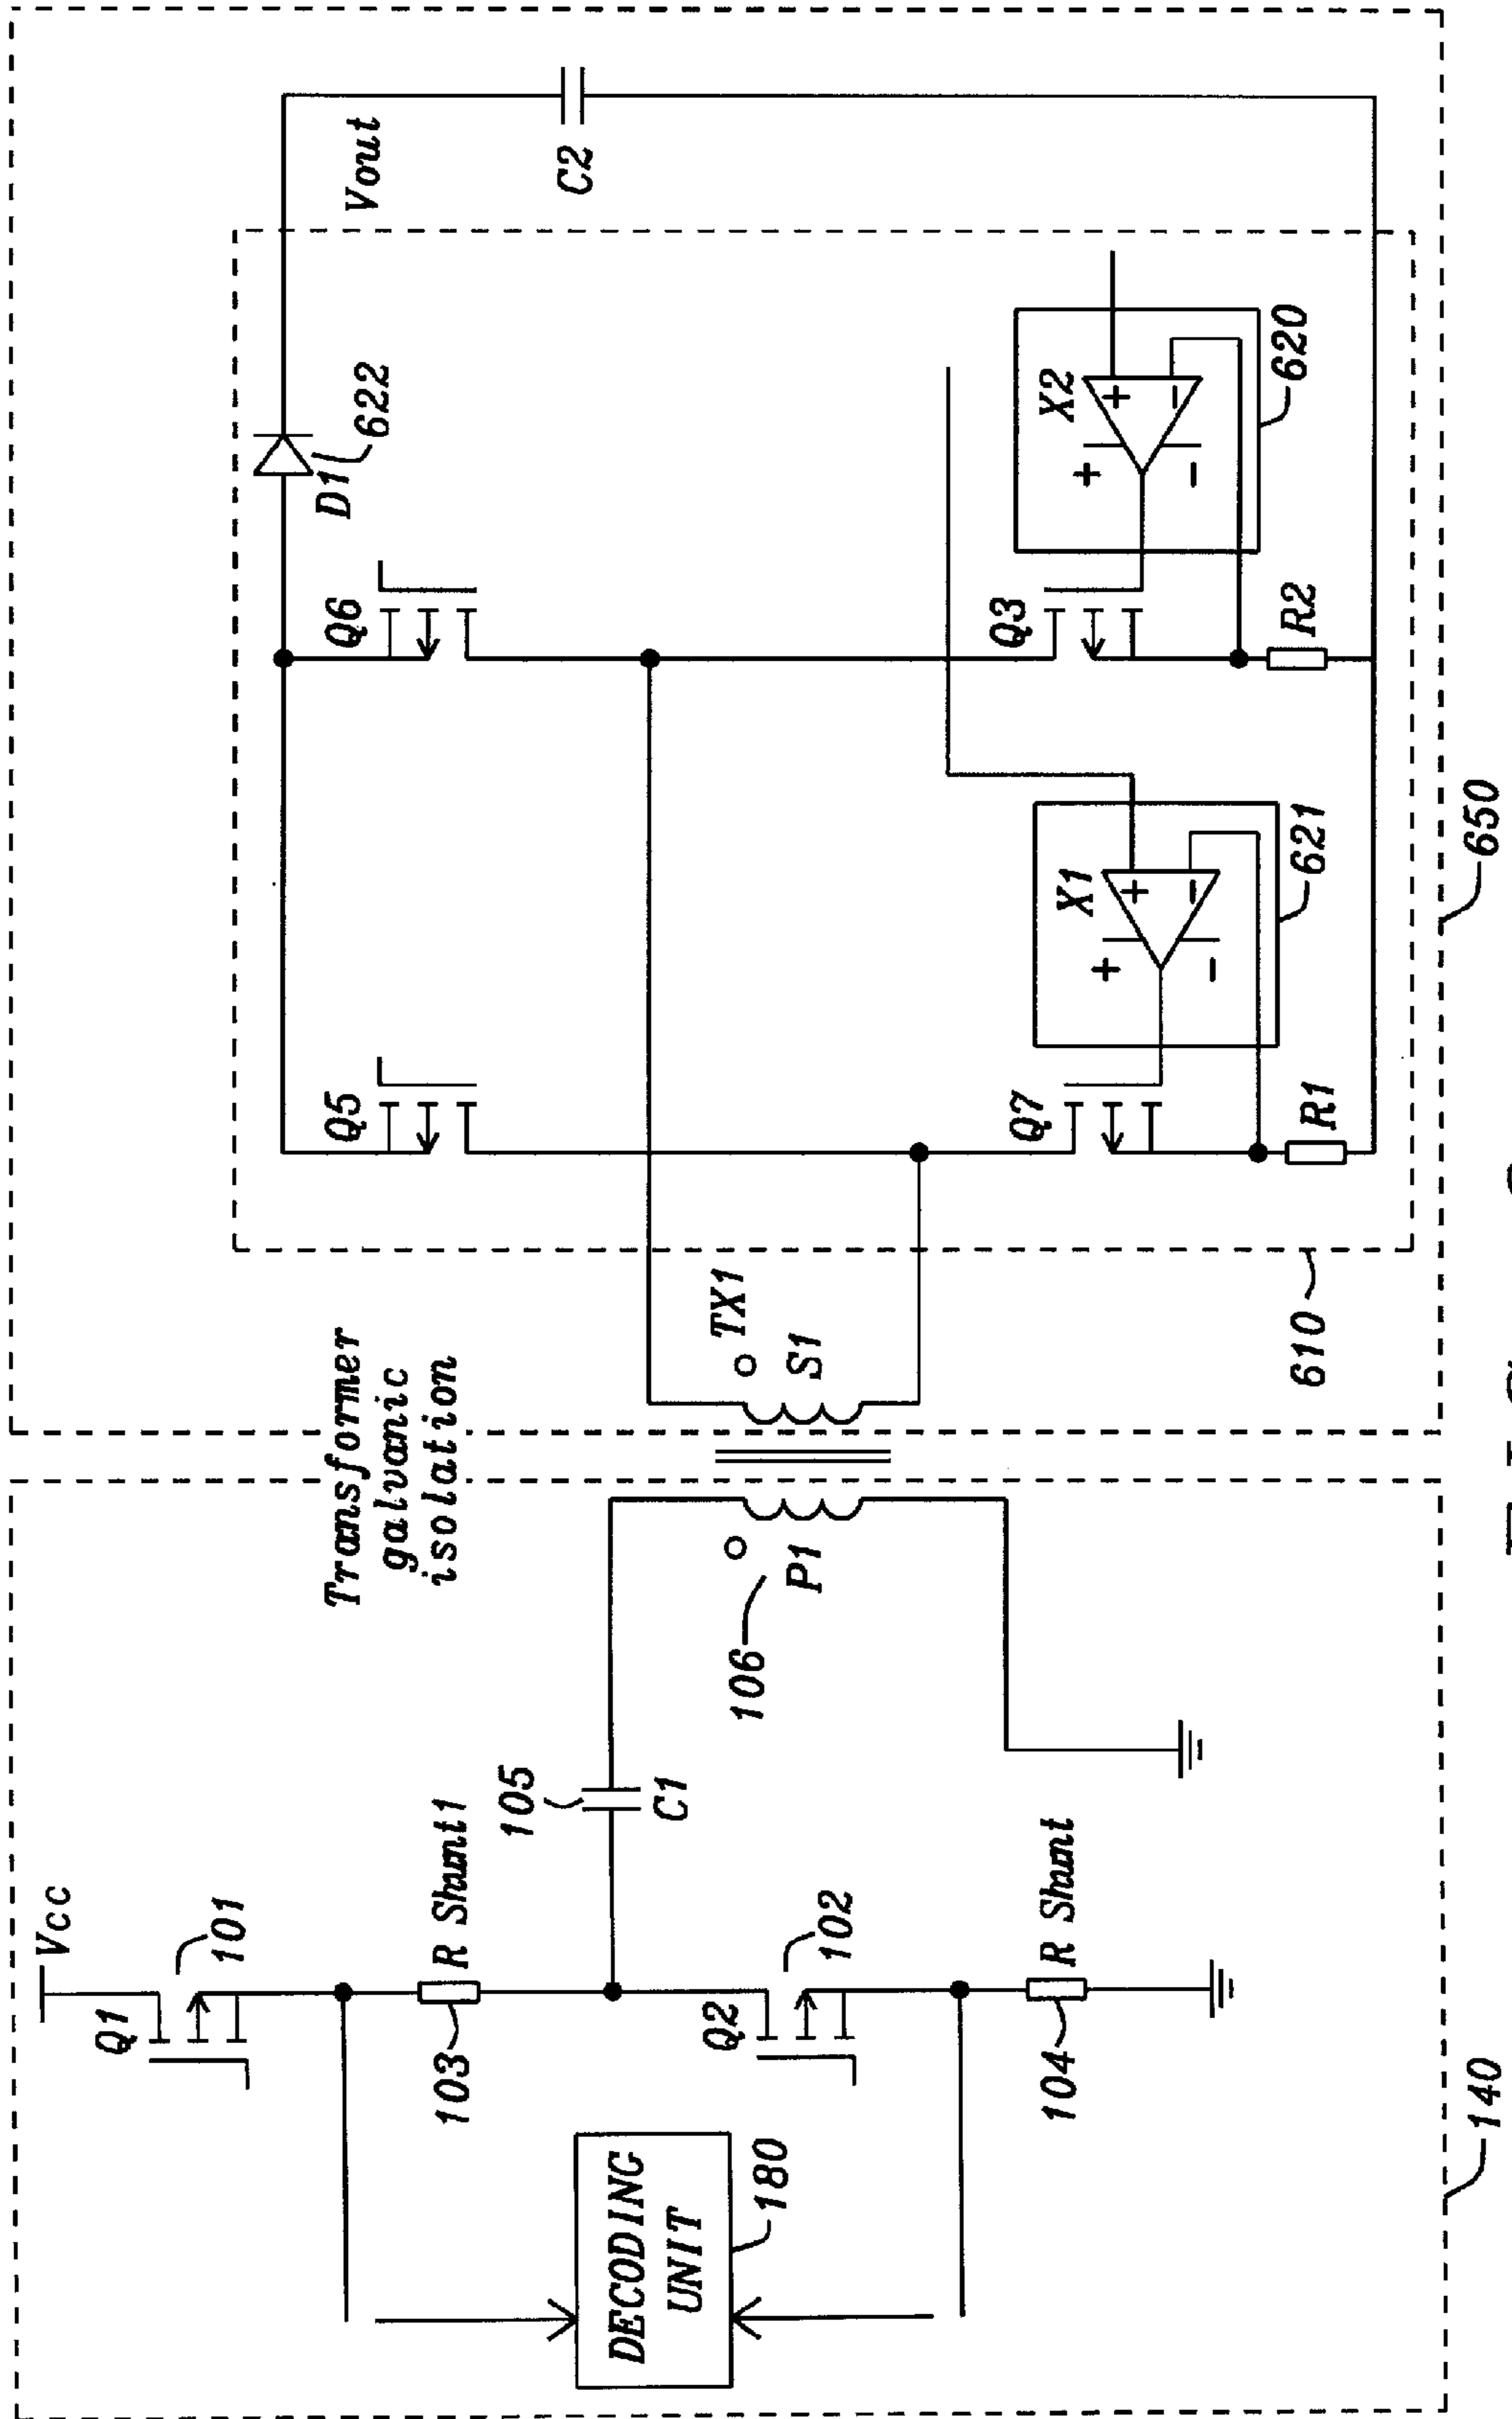 Vcc
Q1
101
103
R Shunt1
105
C1
Q2
102
104
R Shunt
DECODING
UNIT
180
140
Transformer
galvanic
isolation
106
P1
TX1
S1
610
650
Q5
Q6
D1
622
Vout
C2
Q7
X1
+
-
+
-
621
R1
Q3
X2
+
-
+
-
620
R2